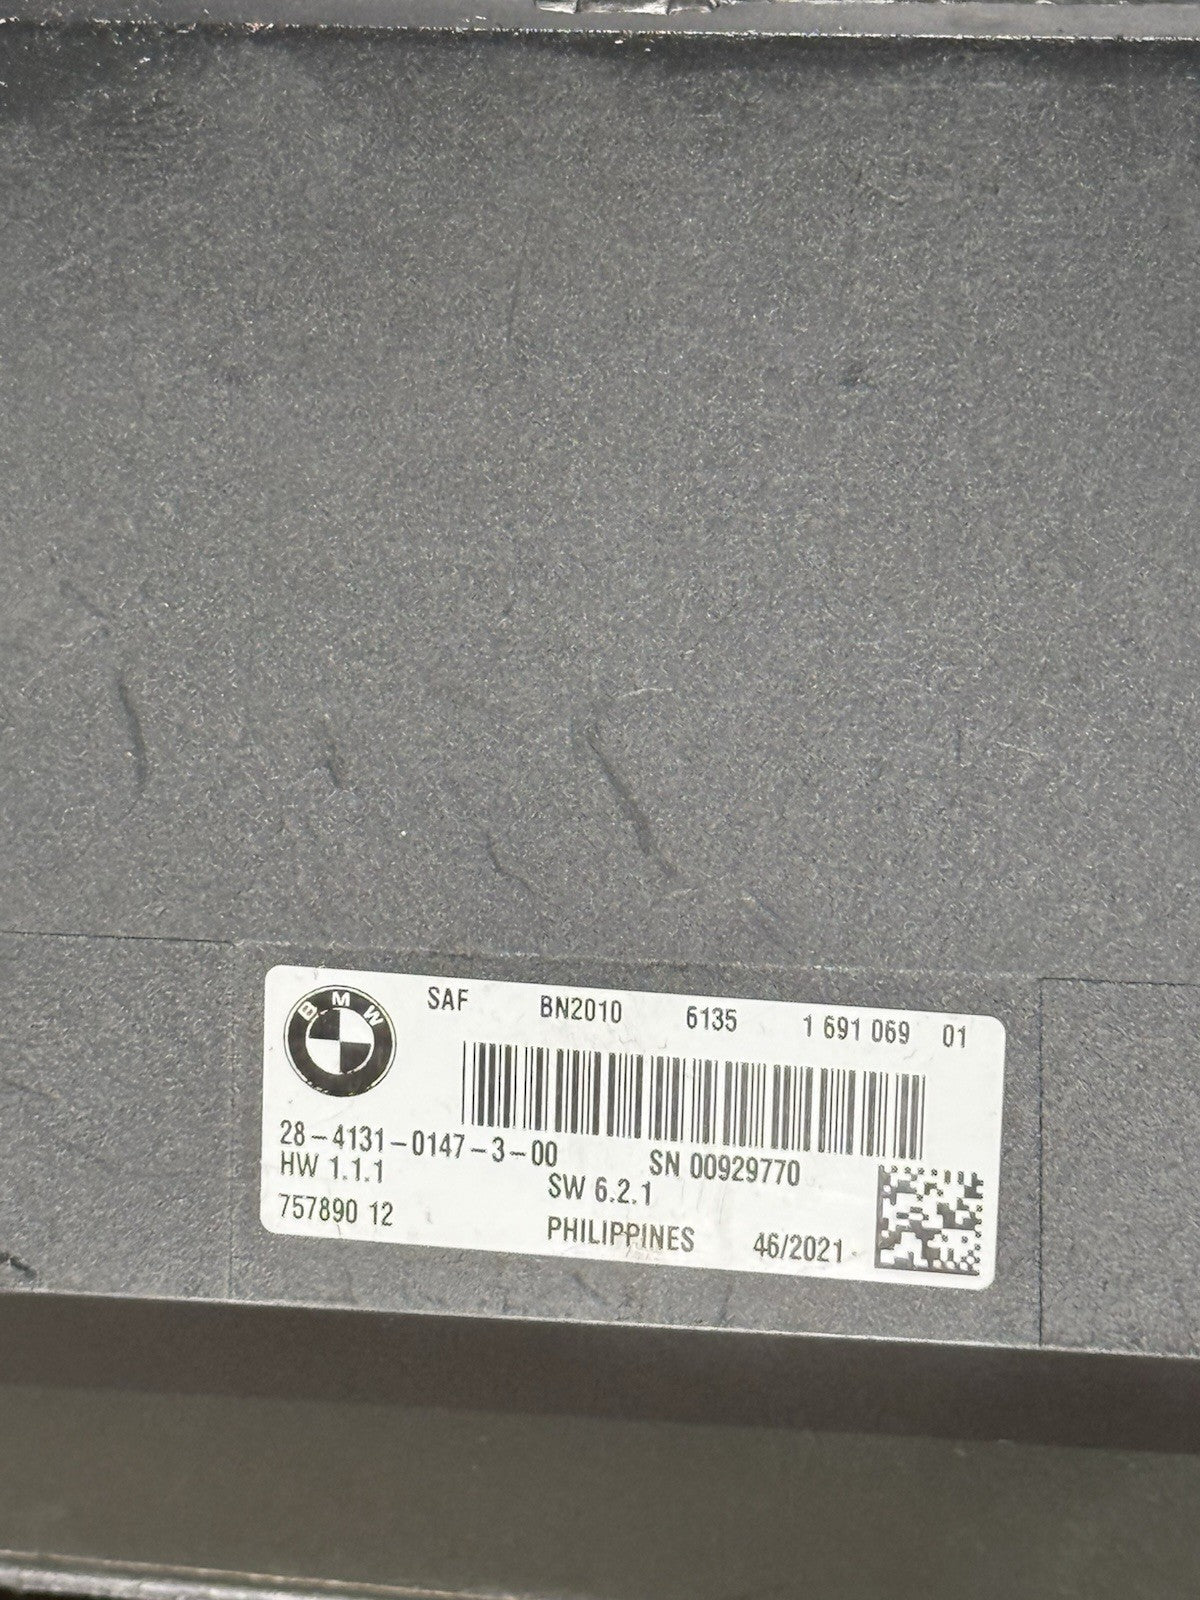 BMW
SAF BN2010 6135 1 691 069 01
28-4131-0147-3-00 SN 00929770
HW 1.1.1 SW 6.2.1
757890 12 PHILIPPINES 46/2021